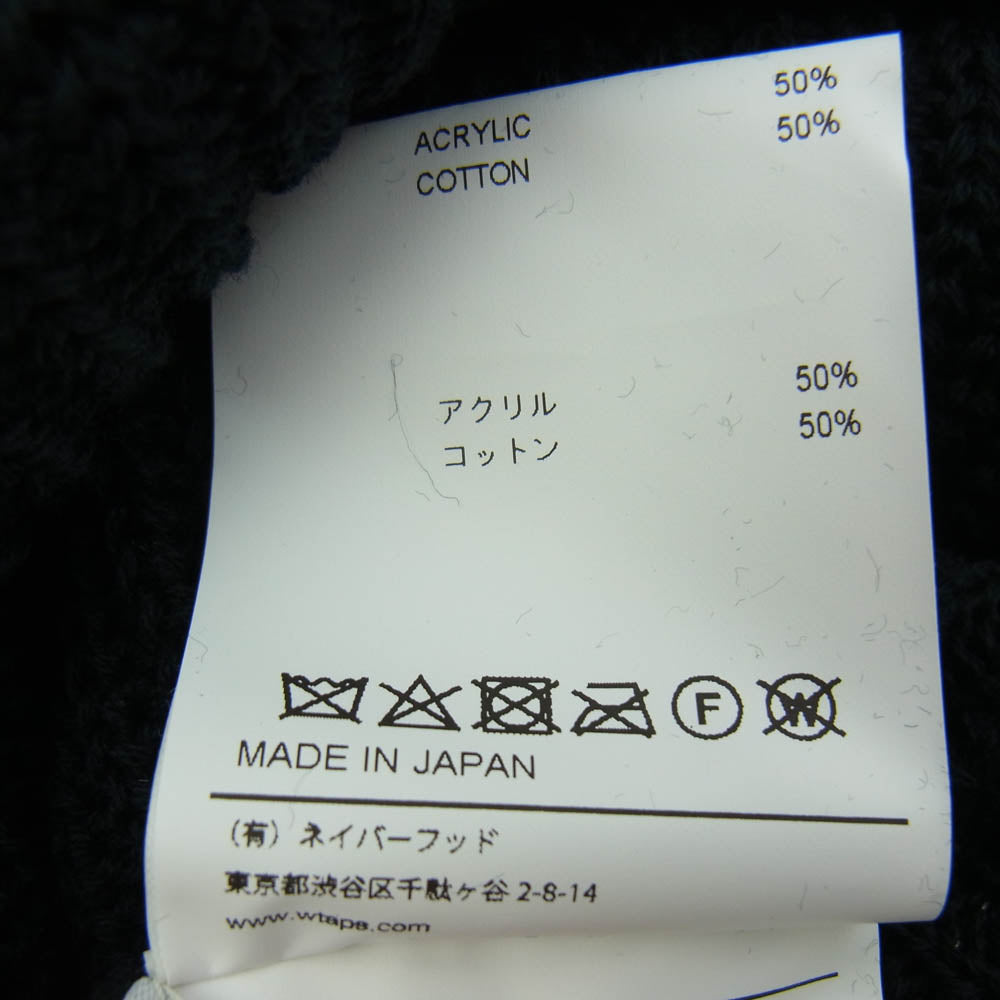 ACRYLIC 50%
COTTON 50%
アクリル 50%
コットン 50%
F W
MADE IN JAPAN
(有) ネイバーフッド
東京都渋谷区千駄ヶ谷 2-8-14
www.wtaps.com